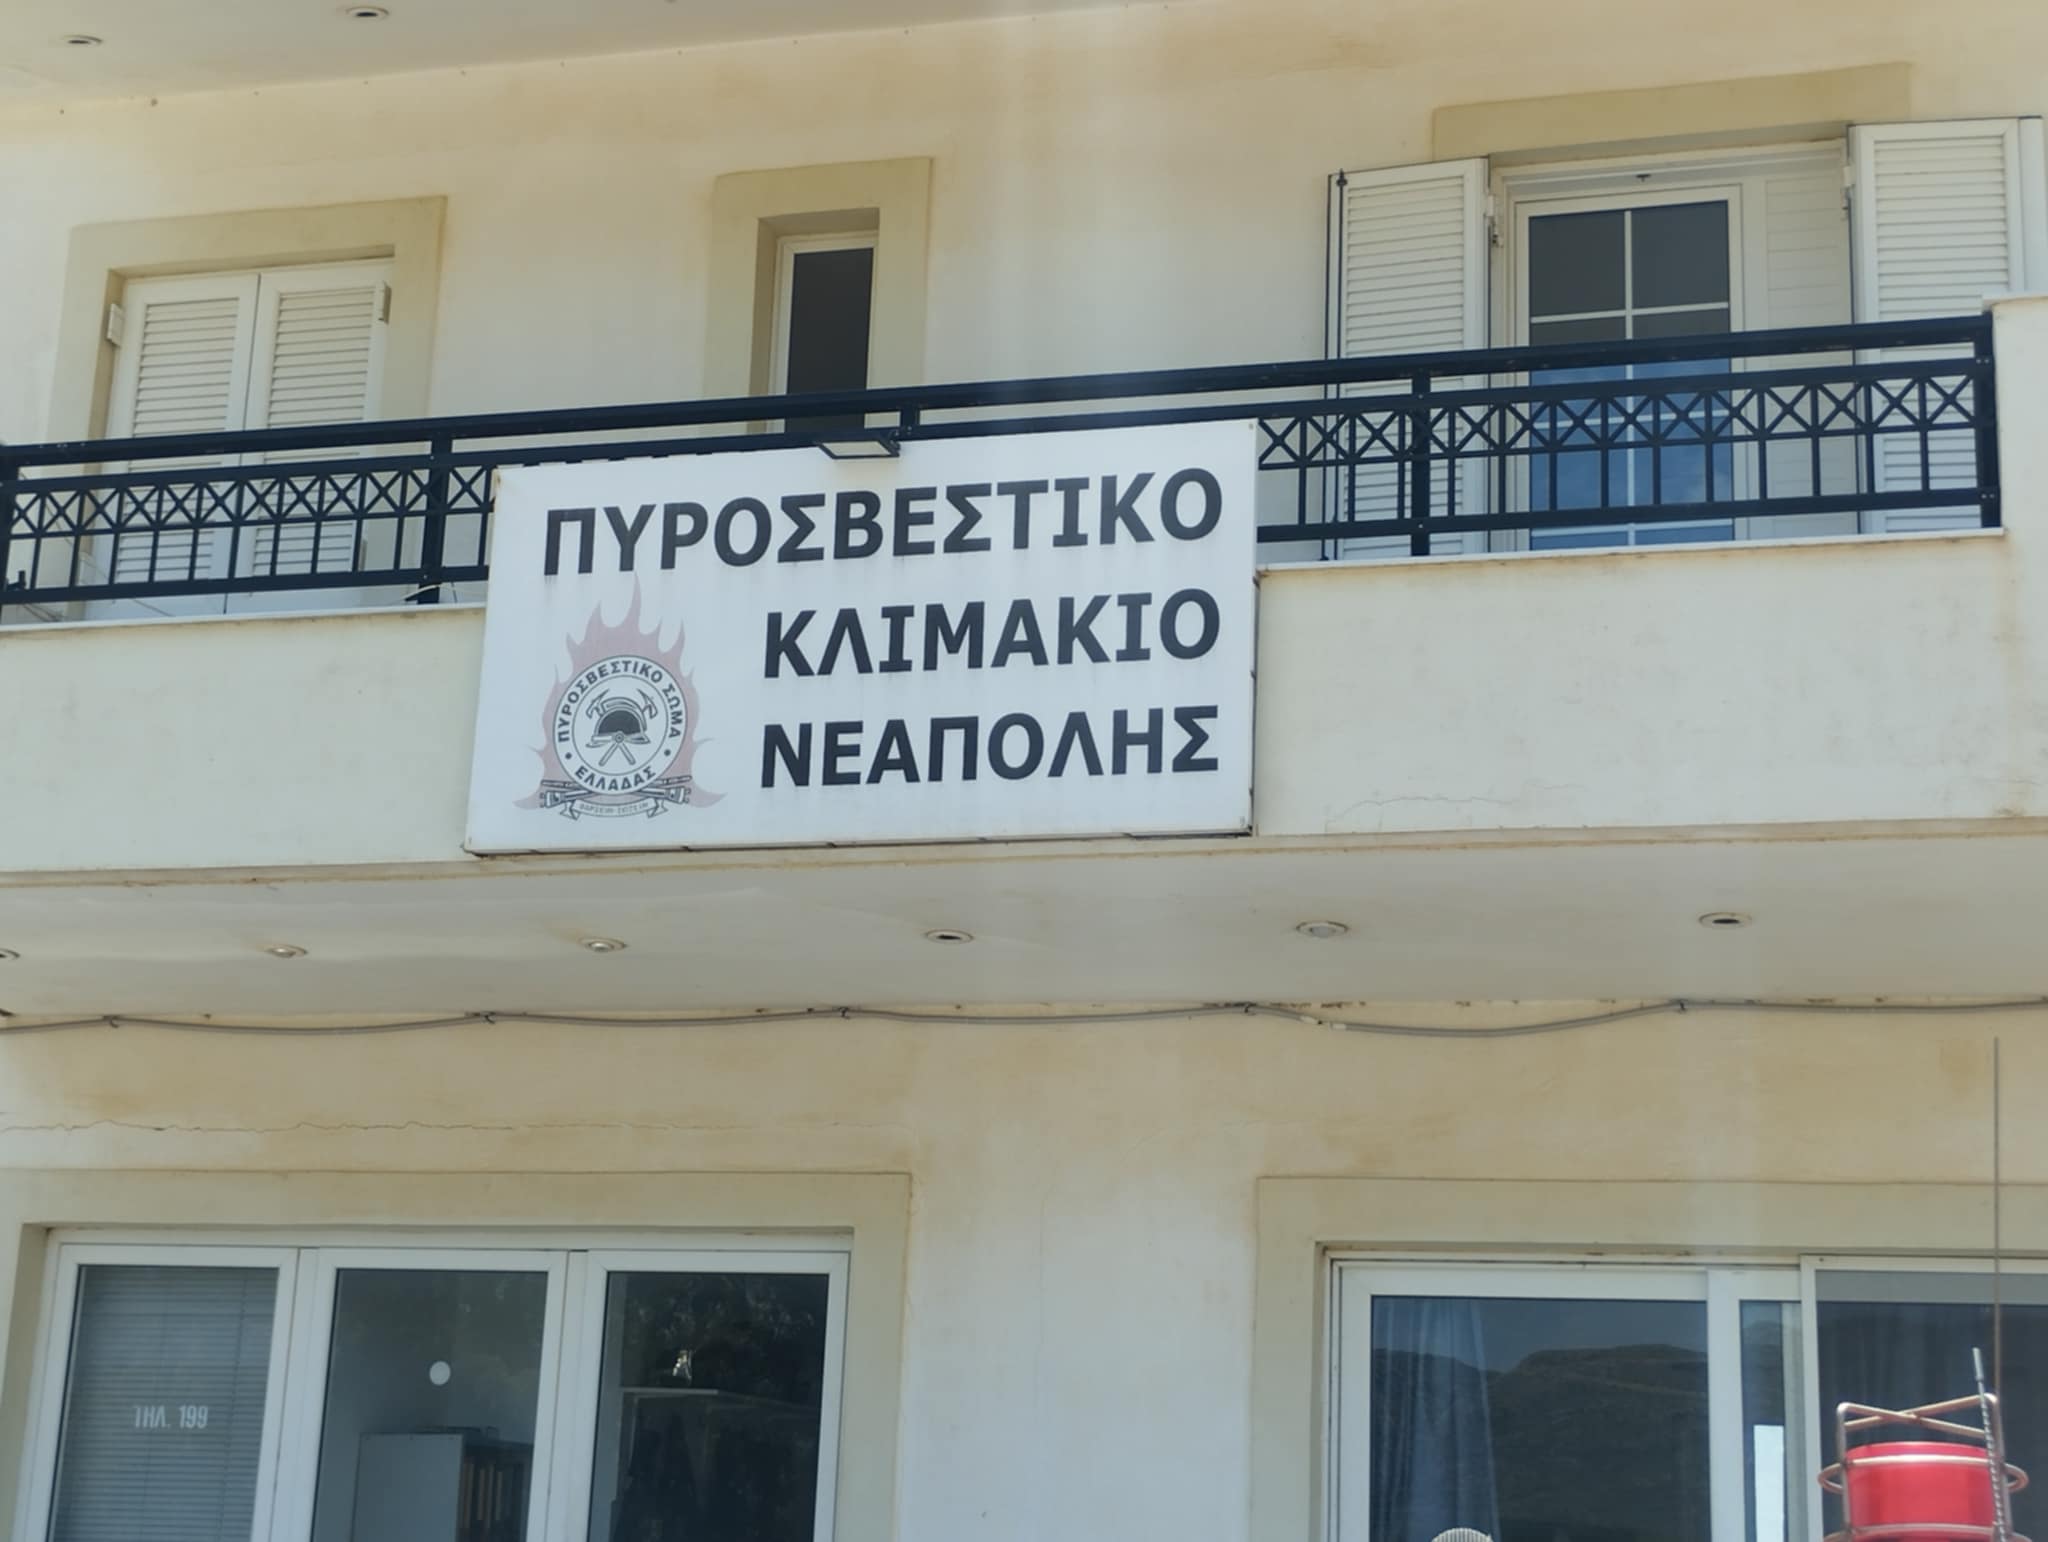 ΠΥΡΟΣΒΕΣΤΙΚΟ
ΚΛΙΜΑΚΙΟ
ΝΕΑΠΟΛΗΣ
ΠΥΡΟΣΒΕΣΤΙΚΟ ΣΩΜΑ
ΕΛΛΑΔΑΣ
ΤΗΛ. 199